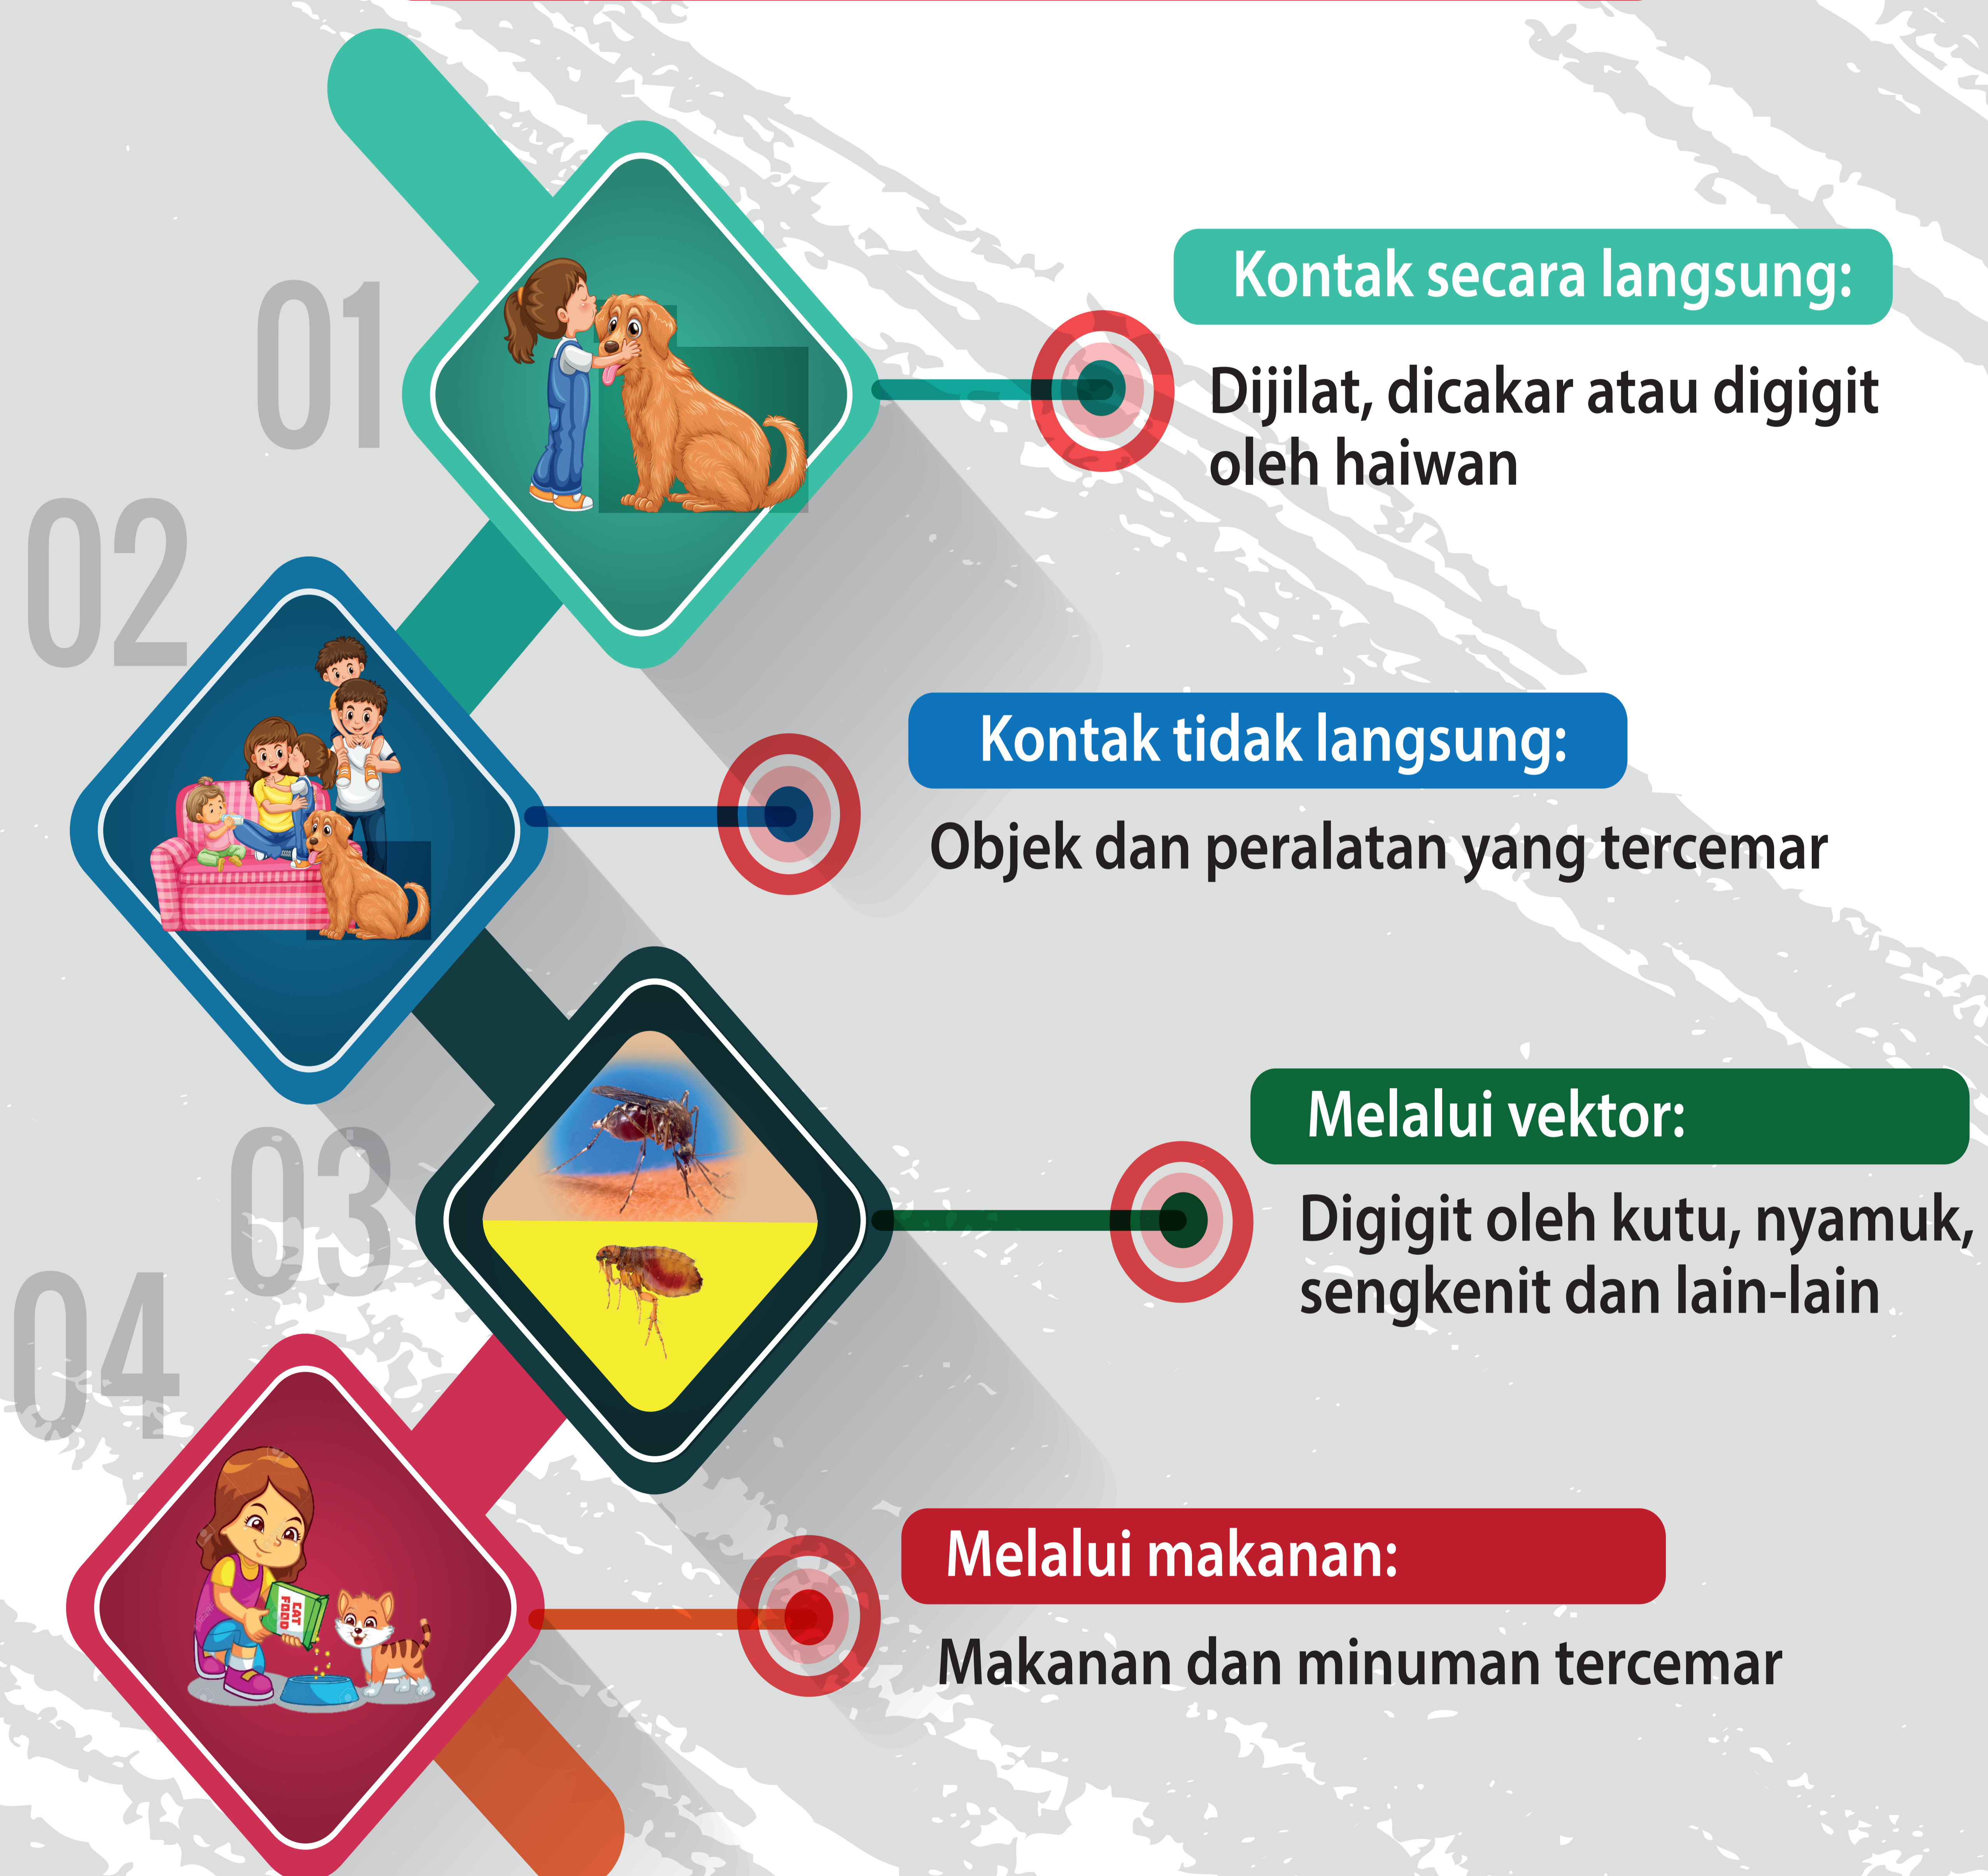 01
Kontak secara langsung:
Dijilat, dicakar atau digigit
oleh haiwan
02
Kontak tidak langsung:
Objek dan peralatan yang tercemar
03
Melalui vektor:
Digigit oleh kutu, nyamuk,
sengkenit dan lain-lain
04
CAT
FOOD
Melalui makanan:
Makanan dan minuman tercemar